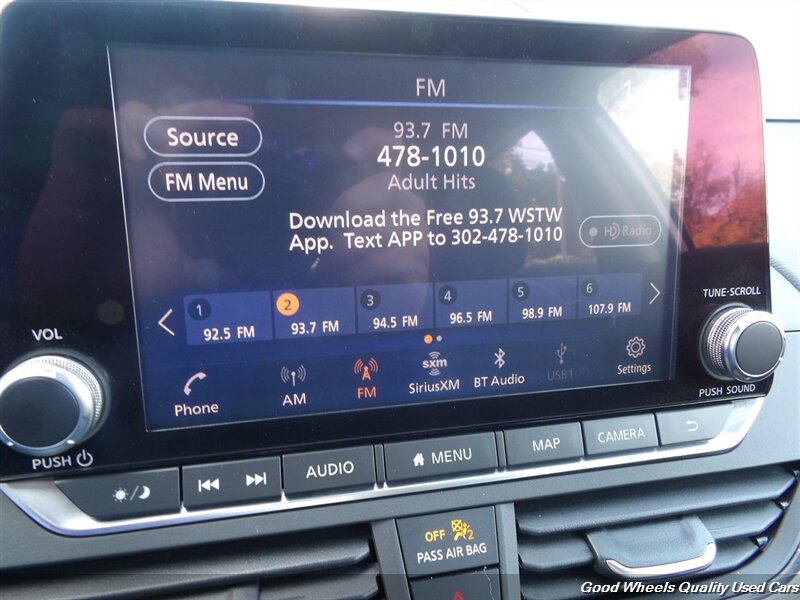 FM
Source
93.7 FM
478-1010
FM Menu
Adult Hits
Download the Free 93.7 WSTW
App. Text APP to 302-478-1010
HD Radio
1 2 3 4 5 6
92.5 FM 93.7 FM 94.5 FM 96.5 FM 98.9 FM 107.9 FM
TUNE·SCROLL
VOL
sxm
Phone AM FM SiriusXM BT Audio USB1 Settings
PUSH SOUND
PUSH
AUDIO MENU MAP CAMERA
OFF 2
PASS AIR BAG
Good Wheels Quality Used Cars